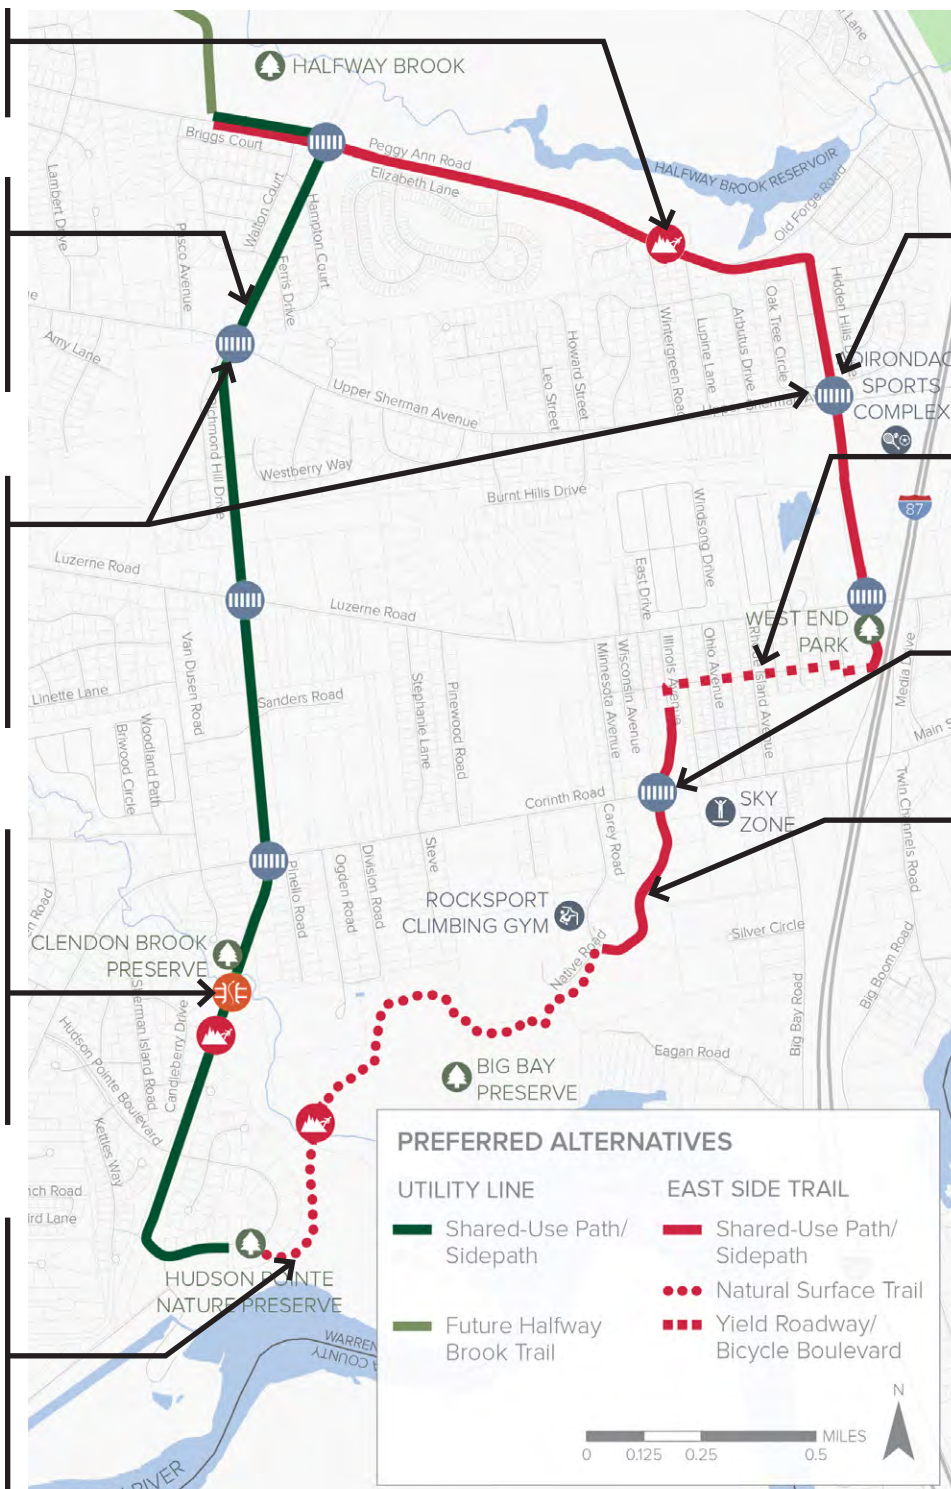 HALFWAY BROOK
Briggs Court
Peggy Ann Road
Elizabeth Lane
HALFWAY BROOK RESERVOIR
Old Forge Road
Lambert Drive
Walton Court
Hampton Court
Ferris Drive
Pasco Avenue
Amy Lane
Upper Sherman Avenue
Richmond Hill Drive
Westberry Way
Burnt Hills Drive
Leo Street
Howard Street
Wintergreen Road
Lupine Lane
Arbutus Drive
Oak Tree Circle
Hidden Hills
DIRONDAC
SPORTS
COMPLEX
87
Luzerne Road
Luzerne Road
East Drive
Windsong Drive
WEST END
PARK
Van Dusen Road
Linette Lane
Sanders Road
Woodland Path
Briwood Circle
Stephanie Lane
Pinewood Road
Minnesota Avenue
Wisconsin Avenue
Illinois Avenue
Ohio Avenue
Rhode Island Avenue
Media Drive
Main S
Twin Channels Road
Corinth Road
Carey Road
SKY
ZONE
Steve
Pinello Road
Ogden Road
Division Road
ROCKSPORT
CLIMBING GYM
Native Road
Silver Circle
Big Bay Road
Big Boom Road
Eagan Road
CLENDON BROOK
PRESERVE
Sherman Island Road
Candleberry Drive
Hudson Pointe Boulevard
Kettles Way
nch Road
ird Lane
BIG BAY
PRESERVE
HUDSON POINTE
NATURE PRESERVE
WARREN
COUNTY
RIVER
PREFERRED ALTERNATIVES
UTILITY LINE
Shared-Use Path/
Sidepath
Future Halfway
Brook Trail
EAST SIDE TRAIL
Shared-Use Path/
Sidepath
Natural Surface Trail
Yield Roadway/
Bicycle Boulevard
N
MILES
0 0.125 0.25 0.5